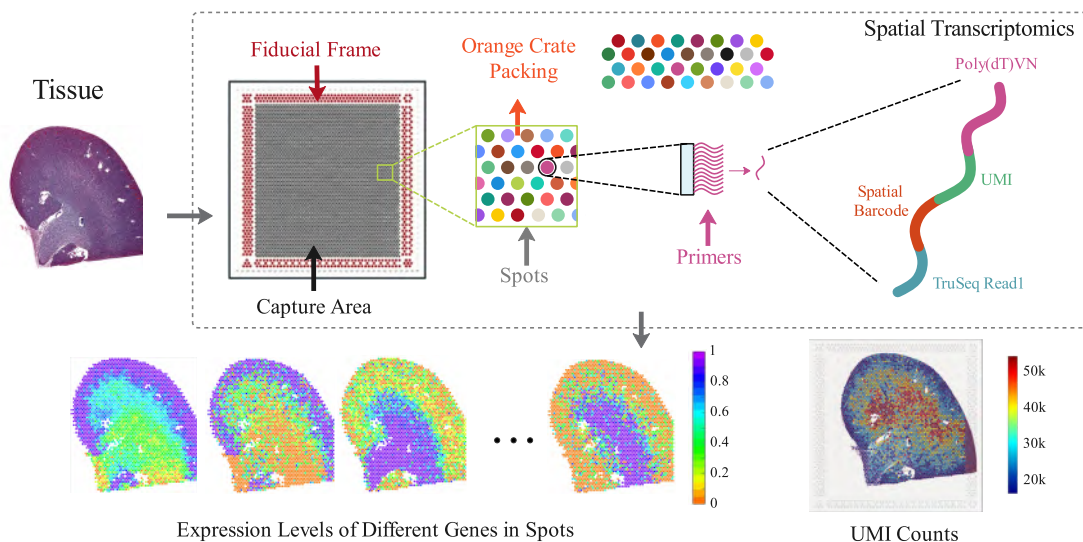 Spatial Transcriptomics
Orange Crate
Packing
Fiducial Frame
Poly(dT)VN
Tissue
UMI
Spatial
Barcode
Primers
Spots
TruSeq Read1
Capture Area
1
0.8
0.6
0.4
0.2
0
50k
40k
30k
20k
Expression Levels of Different Genes in Spots
UMI Counts